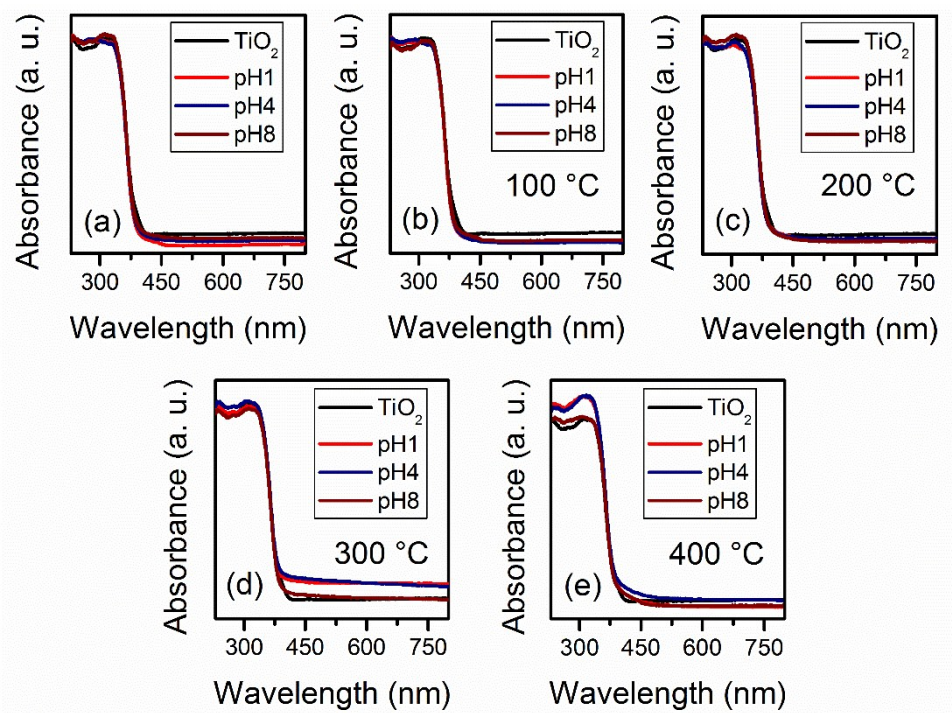 Absorbance (a. u.)
TiO₂
pH1
pH4
pH8
(a)
300 450 600 750
Wavelength (nm)
Absorbance (a. u.)
TiO₂
pH1
pH4
pH8
100 °C
(b)
300 450 600 750
Wavelength (nm)
Absorbance (a. u.)
TiO₂
pH1
pH4
pH8
200 °C
(c)
300 450 600 750
Wavelength (nm)
Absorbance (a. u.)
TiO₂
pH1
pH4
pH8
300 °C
(d)
300 450 600 750
Wavelength (nm)
Absorbance (a. u.)
TiO₂
pH1
pH4
pH8
400 °C
(e)
300 450 600 750
Wavelength (nm)